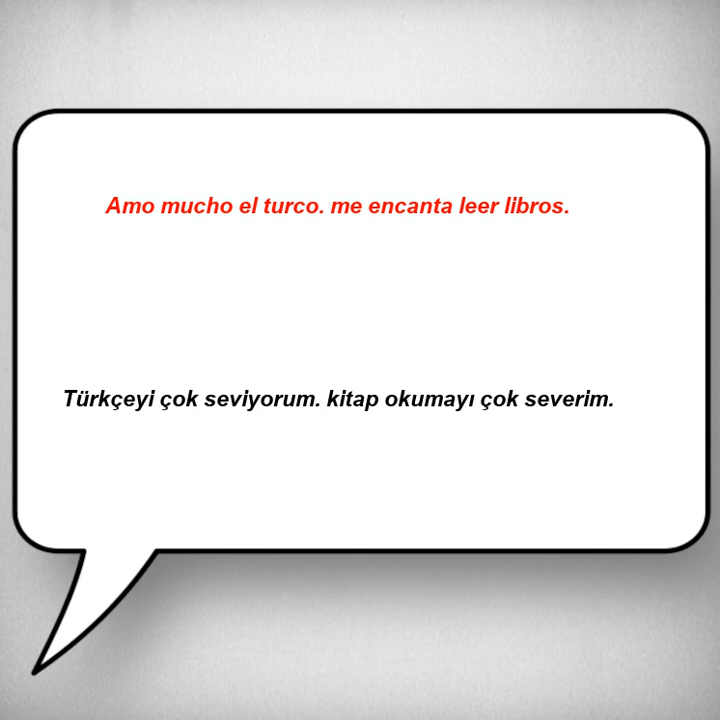 Amo mucho el turco. me encanta leer libros.
Türkçeyi çok seviyorum. kitap okumayı çok severim.